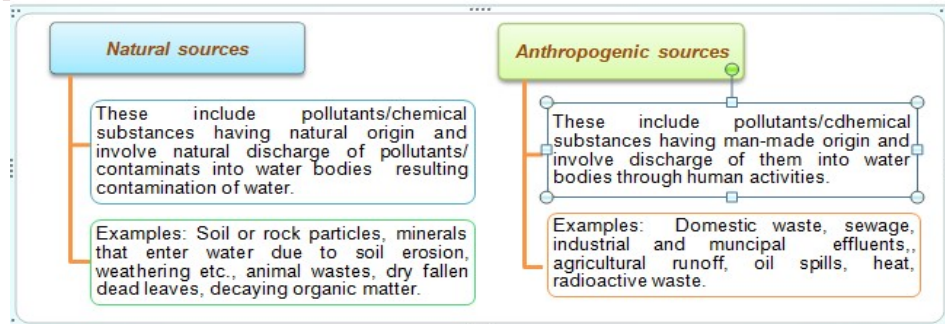 Natural sources
These include pollutants/chemical
substances having natural origin and
involve natural discharge of pollutants/
contaminats into water bodies resulting
contamination of water.
Examples: Soil or rock particles, minerals
that enter water due to soil erosion,
weathering etc., animal wastes, dry fallen
dead leaves, decaying organic matter.
Anthropogenic sources
These include pollutants/cdhemical
substances having man-made origin and
involve discharge of them into water
bodies through human activities.
Examples: Domestic waste, sewage,
industrial and muncipal effluents,,
agricultural runoff, oil spills, heat,
radioactive waste.